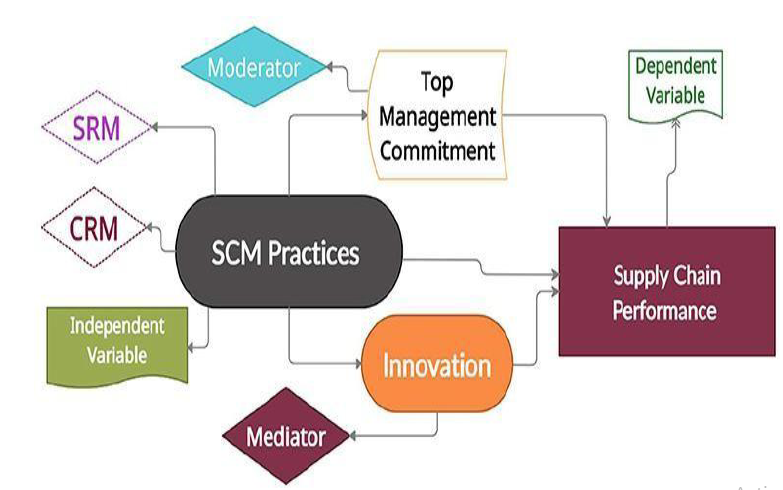 Moderator
Top
Management
Commitment
Dependent
Variable
SRM
CRM
SCM Practices
Supply Chain
Performance
Independent
Variable
Innovation
Mediator